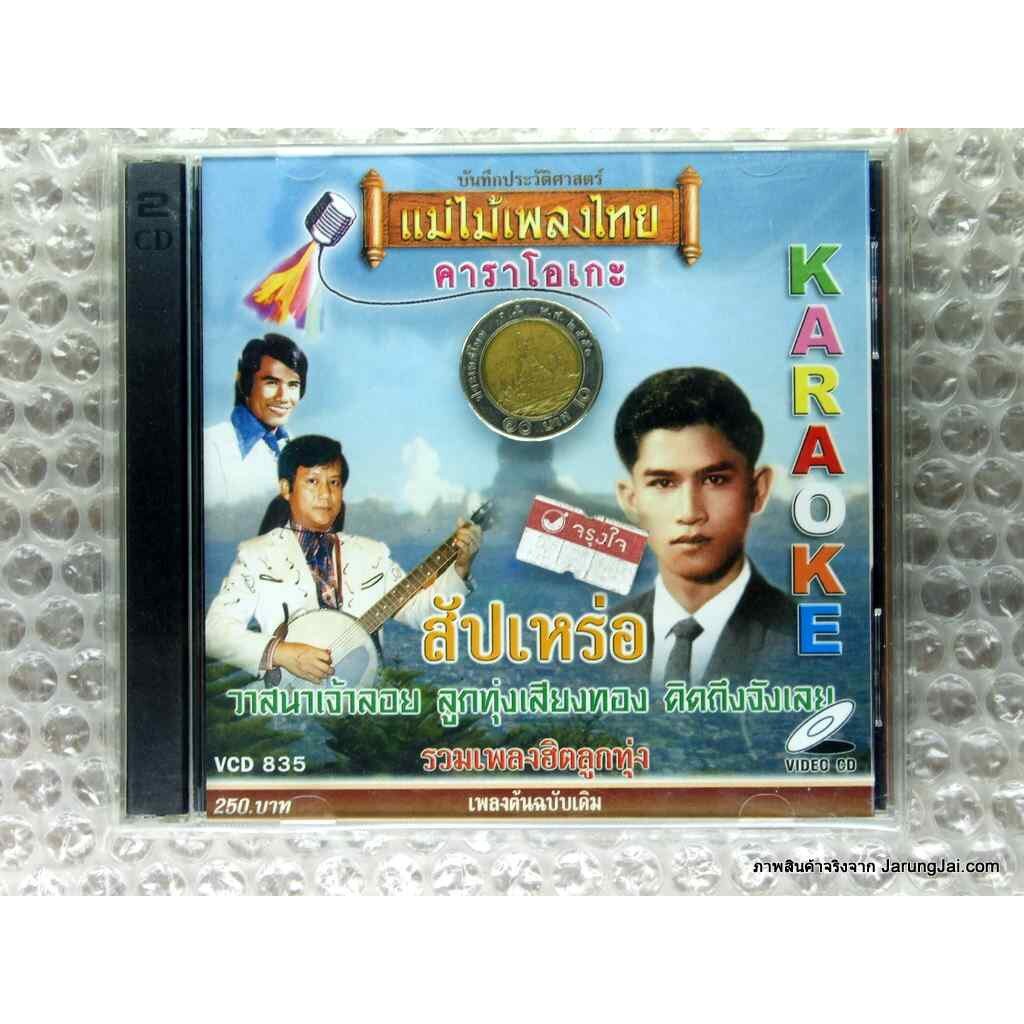 2
CD
บันทึกประวัติศาสตร์
แม่ไม้เพลงไทย
คาราโอเกะ
KARAOKE
๑๐ บาท
จรุงใจ
สัปเหร่อ
วาสนาเจ้าลอย ลูกทุ่งเสียงทอง คิดถึงจังเลย
รวมเพลงฮิตลูกทุ่ง
VCD 835
VIDEO CD
250.บาท
เพลงต้นฉบับเดิม
ภาพสินค้าจริงจาก JarungJai.com